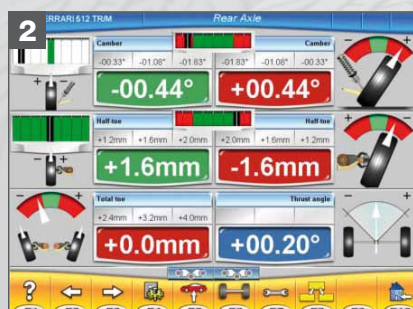 2
FERRARI 512 TR/M Rear Axle
Camber Camber
-00.33° -01.08° -01.83° -01.83° -01.08° -00.33°
-00.44° +00.44°
Half toe Half toe
+1.2mm +1.6mm +2.0mm +2.0mm +1.6mm +1.2mm
+1.6mm -1.6mm
Total toe Thrust angle
+2.4mm +3.2mm +4.0mm
+0.0mm +00.20°